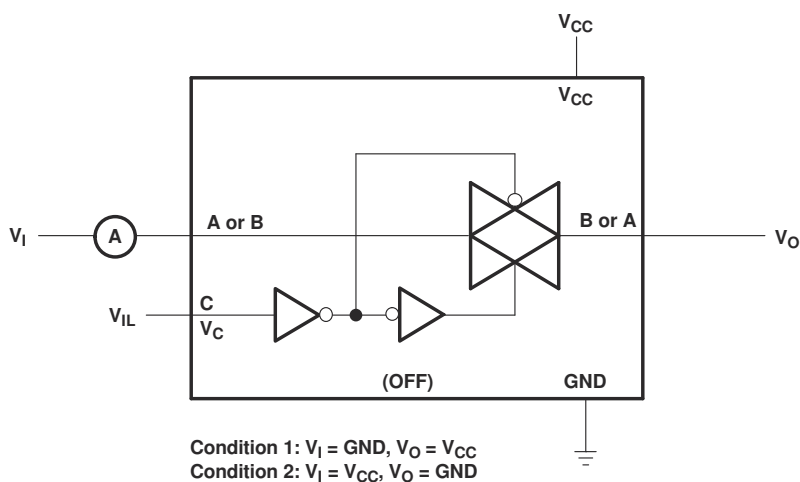 VCC
VCC
VI
A
A or B
B or A
VO
VIL
C
VC
(OFF)
GND
Condition 1: VI = GND, VO = VCC
Condition 2: VI = VCC, VO = GND